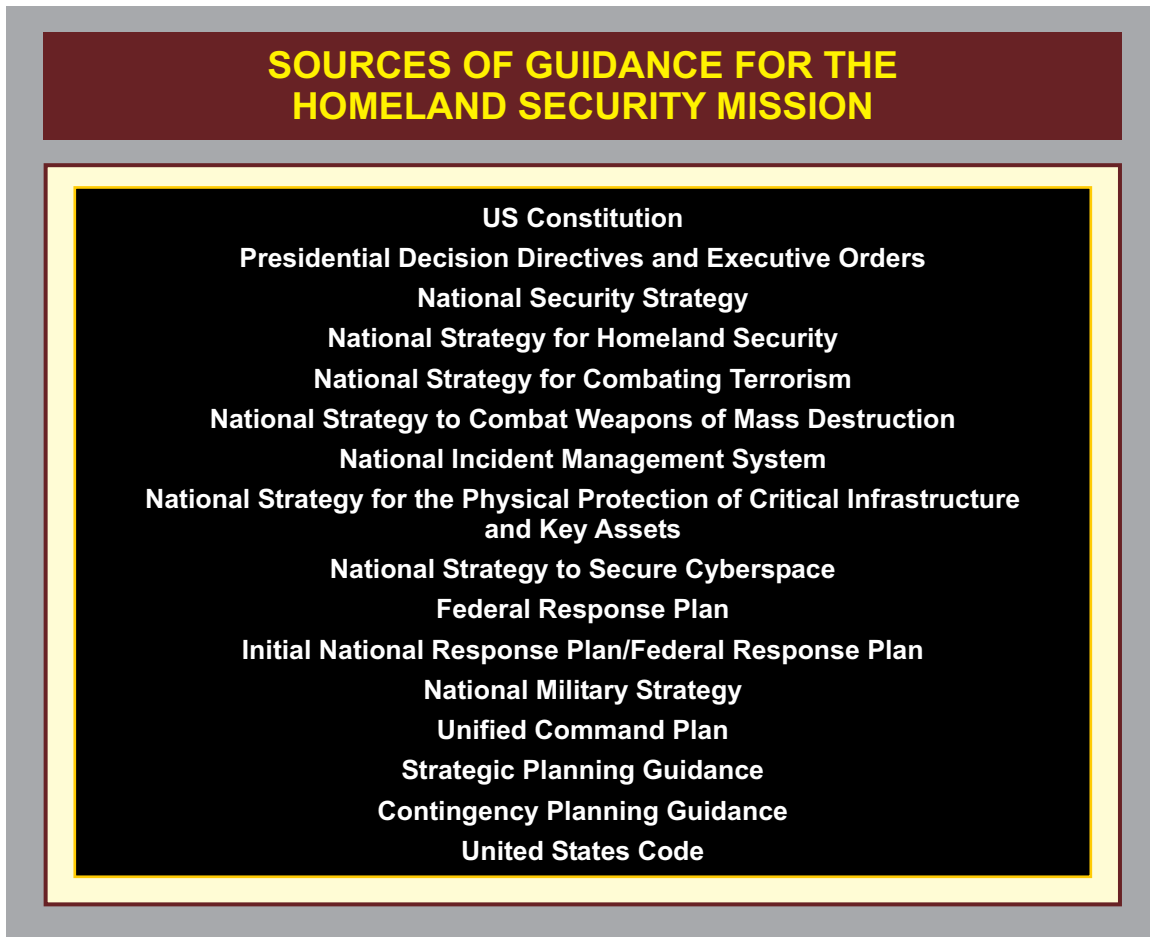 SOURCES OF GUIDANCE FOR THE
HOMELAND SECURITY MISSION
US Constitution
Presidential Decision Directives and Executive Orders
National Security Strategy
National Strategy for Homeland Security
National Strategy for Combating Terrorism
National Strategy to Combat Weapons of Mass Destruction
National Incident Management System
National Strategy for the Physical Protection of Critical Infrastructure
and Key Assets
National Strategy to Secure Cyberspace
Federal Response Plan
Initial National Response Plan/Federal Response Plan
National Military Strategy
Unified Command Plan
Strategic Planning Guidance
Contingency Planning Guidance
United States Code